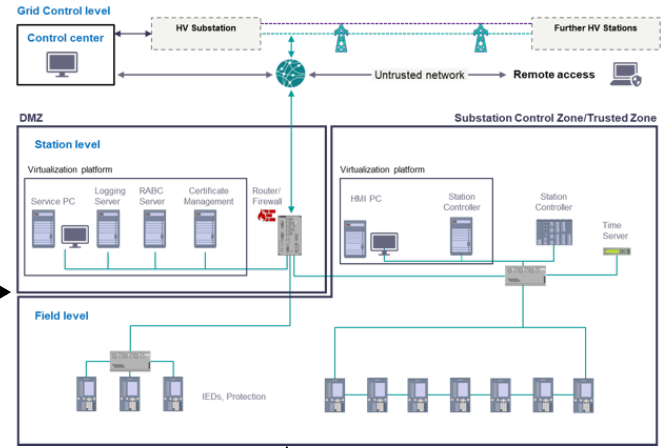 Grid Control level
Control center
HV Substation
Further HV Stations
Untrusted network
Remote access
DMZ
Substation Control Zone/Trusted Zone
Station level
Virtualization platform
Service PC
Logging
Server
RABC
Server
Certificate
Management
Router/
Firewall
Virtualization platform
HMI PC
Station
Controller
Station
Controller
Time
Server
Field level
IEDs, Protection